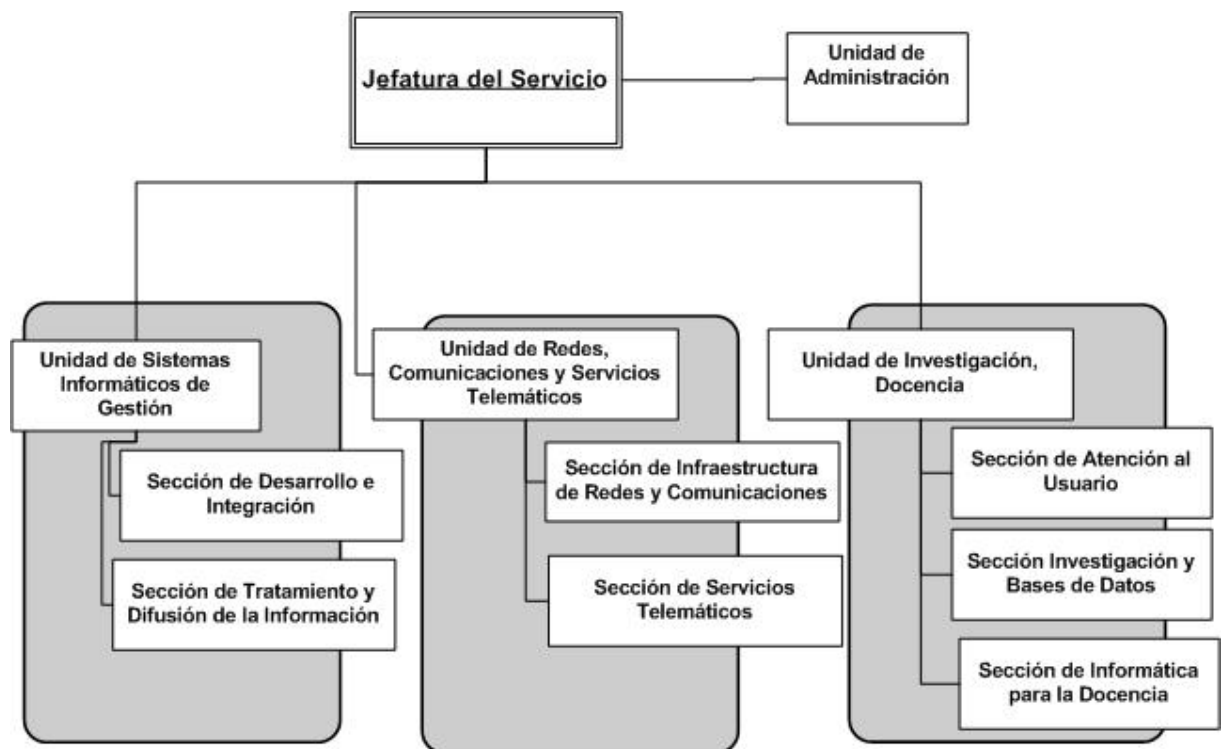 Jefatura del Servicio
Unidad de
Administración
Unidad de Sistemas
Informáticos de
Gestión
Sección de Desarrollo e
Integración
Sección de Tratamiento y
Difusión de la Información
Unidad de Redes,
Comunicaciones y Servicios
Telemáticos
Sección de Infraestructura
de Redes y Comunicaciones
Sección de Servicios
Telemáticos
Unidad de Investigación,
Docencia
Sección de Atención al
Usuario
Sección Investigación y
Bases de Datos
Sección de Informática
para la Docencia